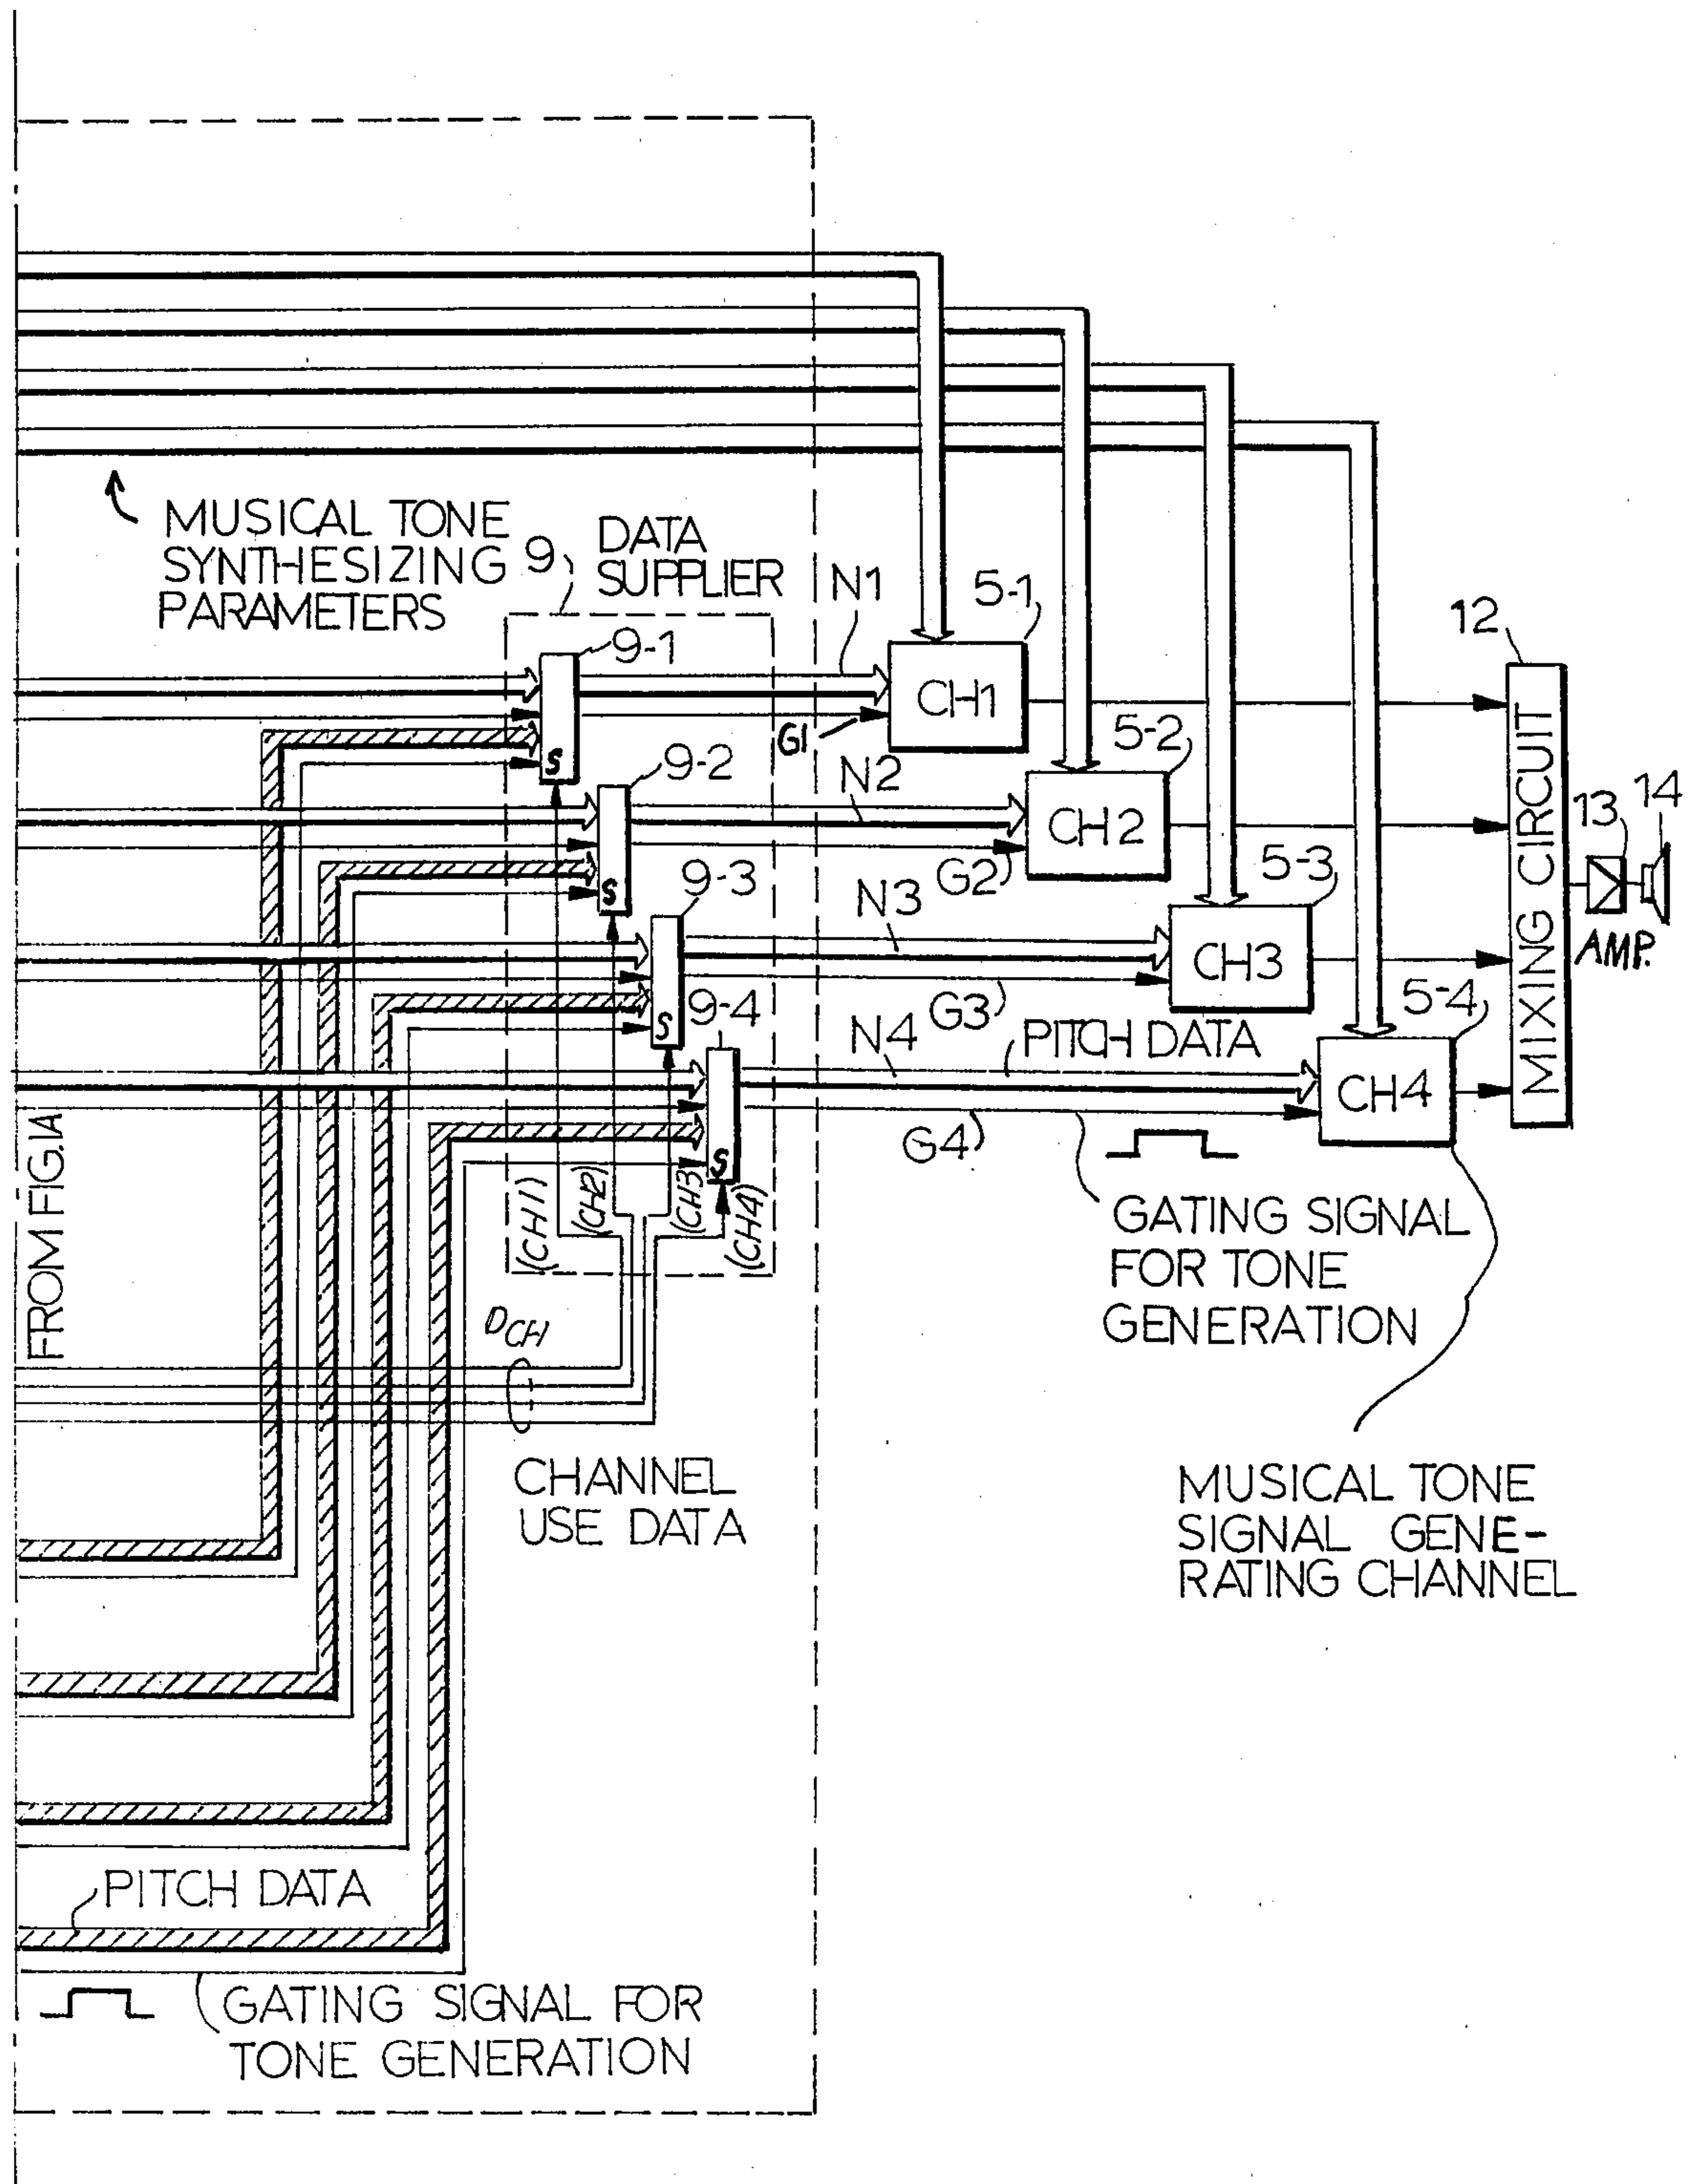 MUSICAL TONE
SYNTHESIZING
PARAMETERS
9
DATA
SUPPLIER
N1
5-1
12
9-1
CH1
G1
S
5-2
9-2
N2
CH2
13
14
G2
S
5-3
9-3
N3
CH3
AMP.
G3
S
5-4
9-4
N4
PITCH DATA
CH4
MIXING CIRCUIT
G4
S
(CH1)
(CH2)
(CH3)
(CH4)
FROM FIG.1A
GATING SIGNAL
FOR TONE
GENERATION
DCH
CHANNEL
USE DATA
MUSICAL TONE
SIGNAL GENE-
RATING CHANNEL
PITCH DATA
GATING SIGNAL FOR
TONE GENERATION